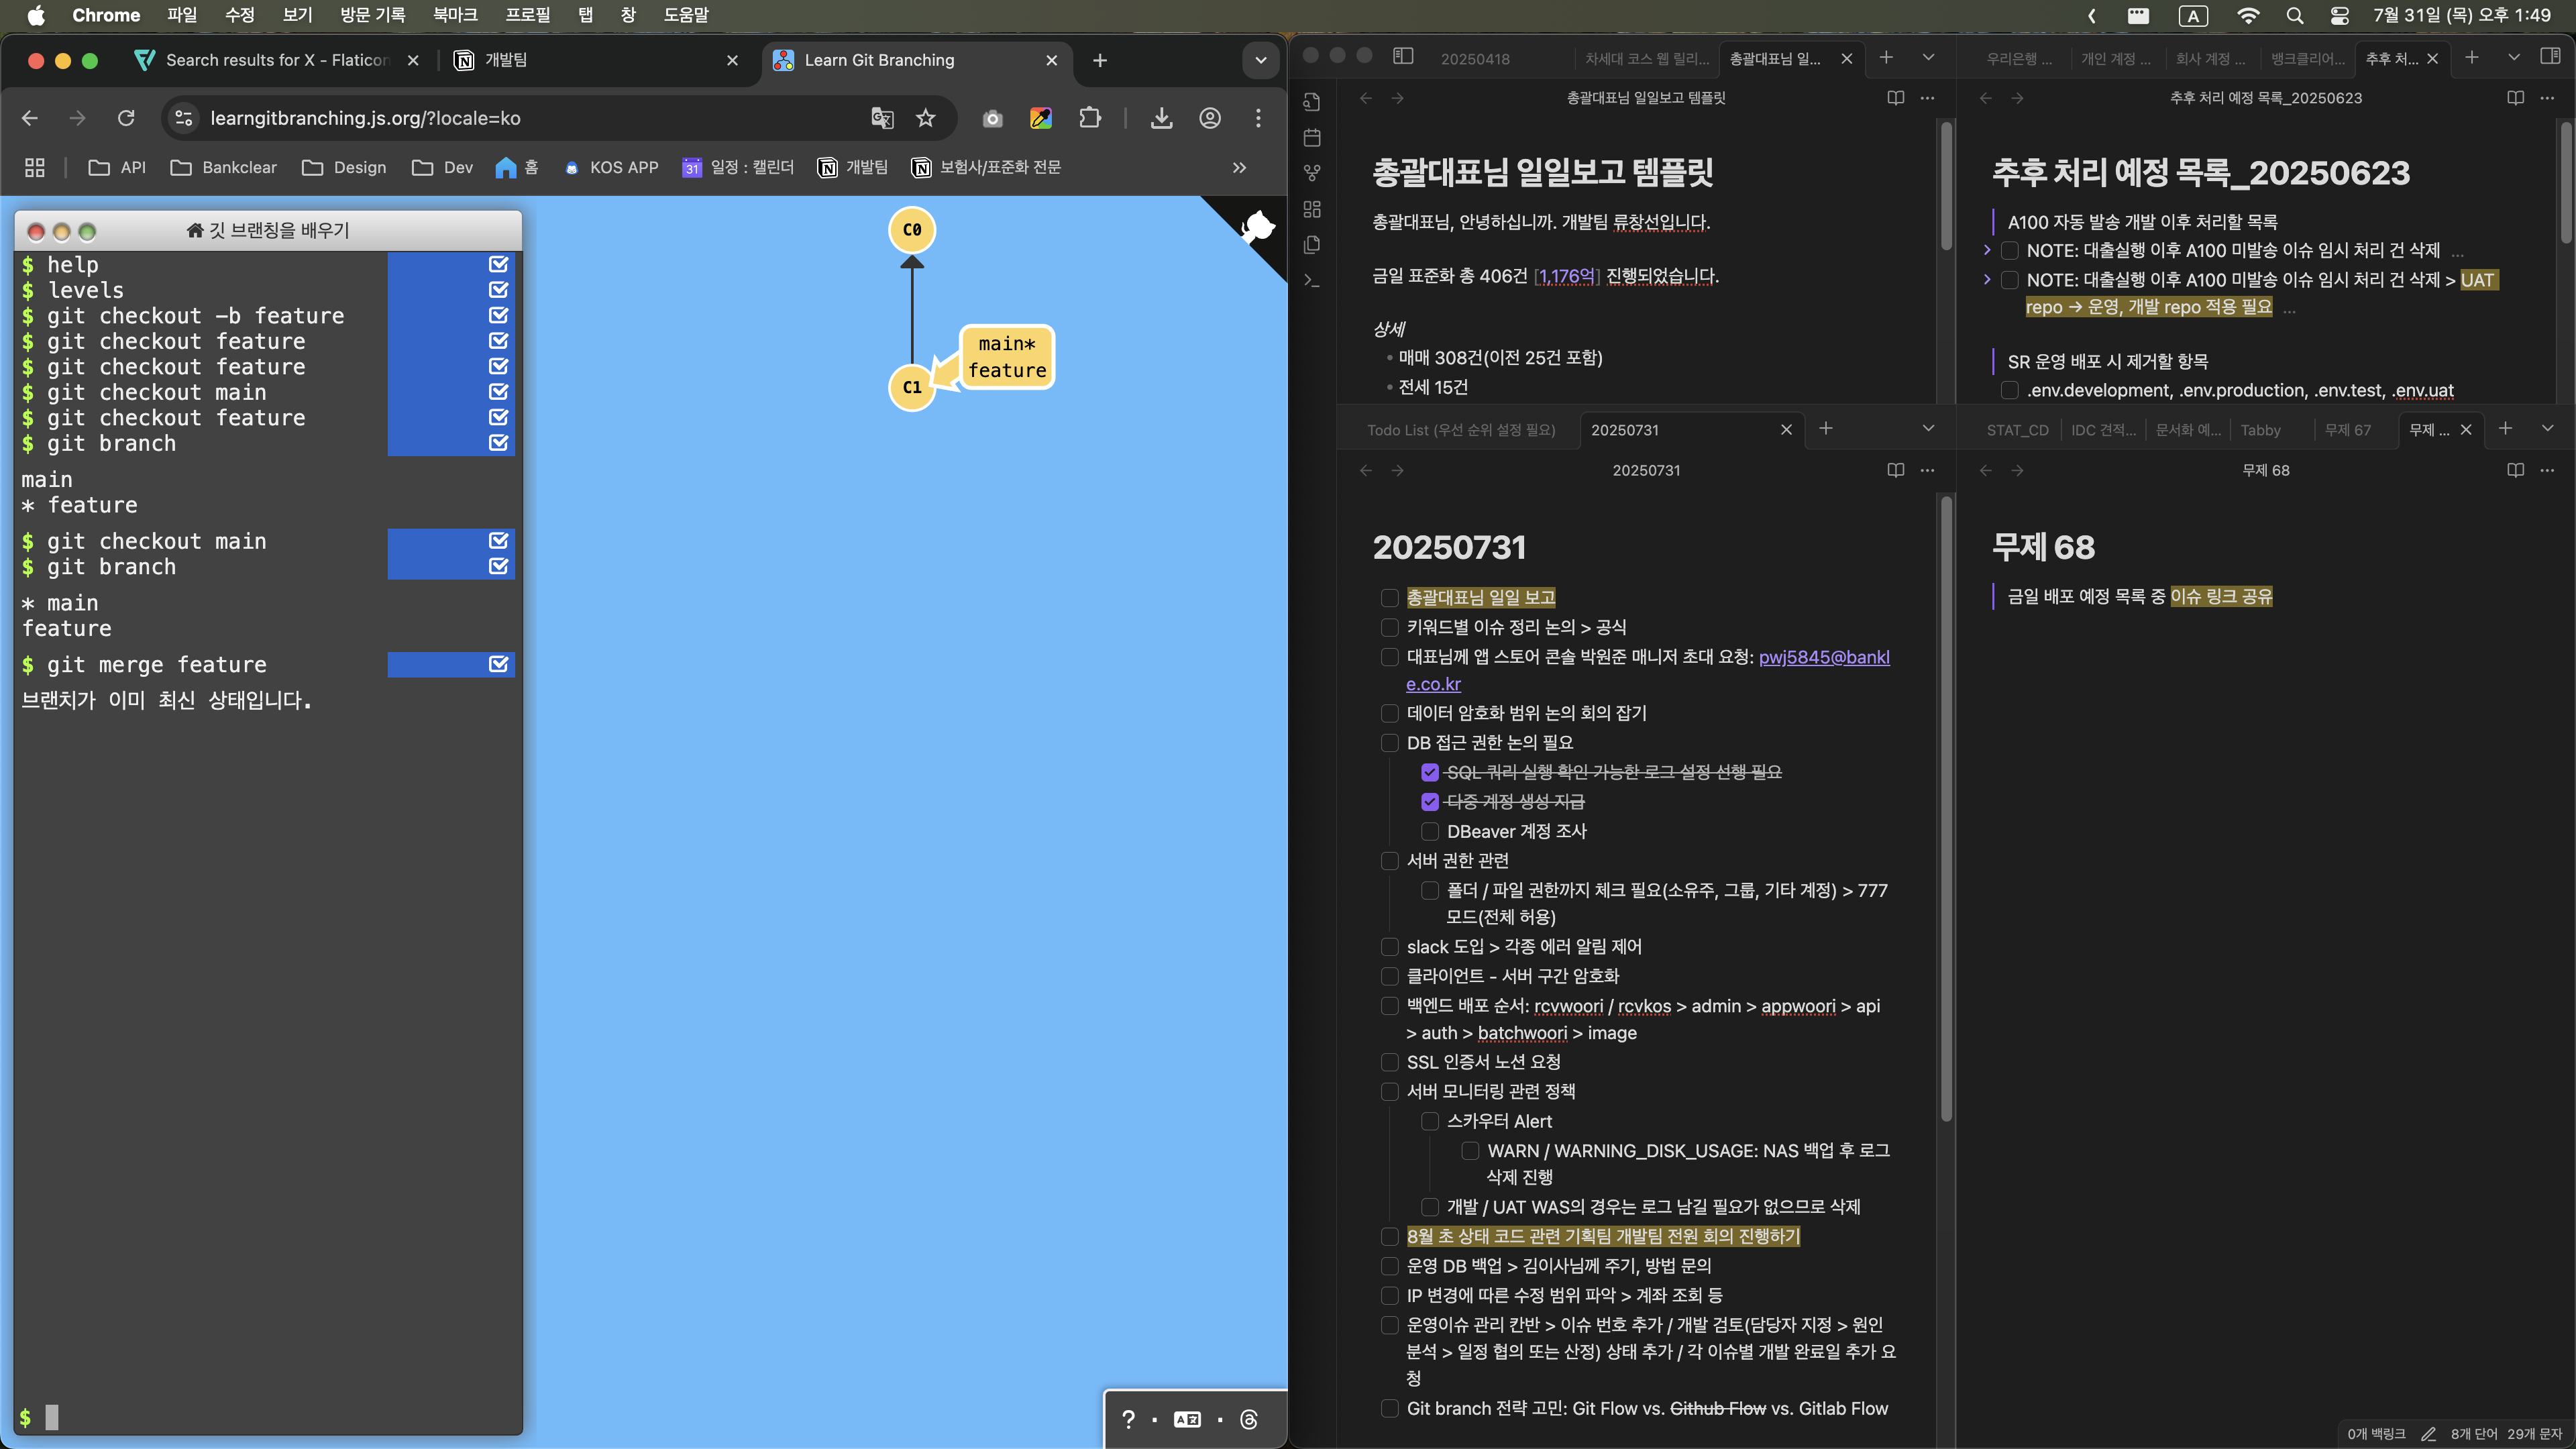 Chrome 파일 수정 보기 방문 기록 북마크 프로필 탭 창 도움말
A 7월 31일 (목) 오후 1:49
Search results for X - Flaticon
개발팀
Learn Git Branching
learngitbranching.js.org/?locale=ko
API Bankclear Design Dev 홈 KOS APP 31 일정 : 캘린더 개발팀 보험사/표준화 전문
깃 브랜칭을 배우기
$ help
$ levels
$ git checkout -b feature
$ git checkout feature
$ git checkout feature
$ git checkout main
$ git checkout feature
$ git branch
main
* feature
$ git checkout main
$ git branch
* main
feature
$ git merge feature
브랜치가 이미 최신 상태입니다.
$
C0
C1
main*
feature
?
20250418 차세대 코스 웹 릴리... 총괄대표님 일...
총괄대표님 일일보고 템플릿
총괄대표님 일일보고 템플릿
총괄대표님, 안녕하십니까. 개발팀 류창선입니다.
금일 표준화 총 406건 [1,176억] 진행되었습니다.
상세
매매 308건(이전 25건 포함)
전세 15건
우리은행 ... 개인 계정 ... 회사 계정 ... 뱅크클리어... 추후 처...
추후 처리 예정 목록_20250623
추후 처리 예정 목록_20250623
A100 자동 발송 개발 이후 처리할 목록
NOTE: 대출실행 이후 A100 미발송 이슈 임시 처리 건 삭제 ...
NOTE: 대출실행 이후 A100 미발송 이슈 임시 처리 건 삭제 > UAT
repo → 운영, 개발 repo 적용 필요 ...
SR 운영 배포 시 제거할 항목
.env.development, .env.production, .env.test, .env.uat
Todo List (우선 순위 설정 필요) 20250731
20250731
20250731
총괄대표님 일일 보고
키워드별 이슈 정리 논의 > 공식
대표님께 앱 스토어 콘솔 박원준 매니저 초대 요청: pwj5845@bankl
e.co.kr
데이터 암호화 범위 논의 회의 잡기
DB 접근 권한 논의 필요
SQL 쿼리 실행 확인 가능한 로그 설정 선행 필요
다중 계정 생성 지급
DBeaver 계정 조사
서버 권한 관련
폴더 / 파일 권한까지 체크 필요(소유주, 그룹, 기타 계정) > 777
모드(전체 허용)
slack 도입 > 각종 에러 알림 제어
클라이언트 - 서버 구간 암호화
백엔드 배포 순서: rcvwoori / rcvkos > admin > appwoori > api
> auth > batchwoori > image
SSL 인증서 노션 요청
서버 모니터링 관련 정책
스카우터 Alert
WARN / WARNING_DISK_USAGE: NAS 백업 후 로그
삭제 진행
개발 / UAT WAS의 경우는 로그 남길 필요가 없으므로 삭제
8월 초 상태 코드 관련 기획팀 개발팀 전원 회의 진행하기
운영 DB 백업 > 김이사님께 주기, 방법 문의
IP 변경에 따른 수정 범위 파악 > 계좌 조회 등
운영이슈 관리 칸반 > 이슈 번호 추가 / 개발 검토(담당자 지정 > 원인
분석 > 일정 협의 또는 산정) 상태 추가 / 각 이슈별 개발 완료일 추가 요
청
Git branch 전략 고민: Git Flow vs. Github Flow vs. Gitlab Flow
STAT_CD IDC 견적... 문서화 예... Tabby 무제 67 무제 ...
무제 68
무제 68
금일 배포 예정 목록 중 이슈 링크 공유
0개 백링크 8개 단어 29개 문자